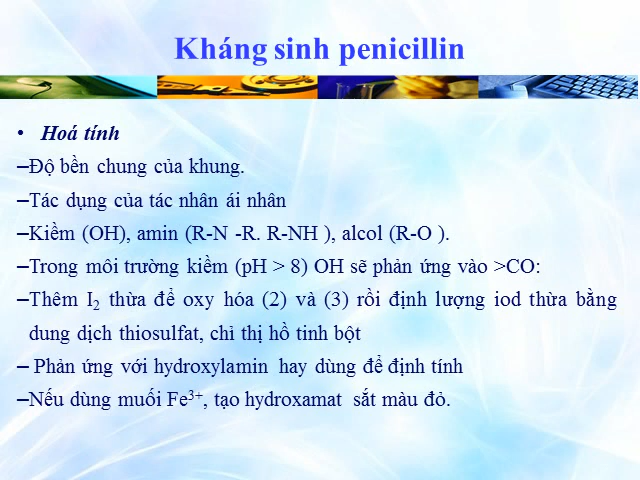 Kháng sinh penicillin
• Hoá tính
–Độ bền chung của khung.
–Tác dụng của tác nhân ái nhân
–Kiềm (OH), amin (R-N -R. R-NH ), alcol (R-O ).
–Trong môi trường kiềm (pH > 8) OH sẽ phản ứng vào >CO:
–Thêm I₂ thừa để oxy hóa (2) và (3) rồi định lượng iod thừa bằng
dung dịch thiosulfat, chỉ thị hồ tinh bột
– Phản ứng với hydroxylamin hay dùng để định tính
–Nếu dùng muối Fe³⁺, tạo hydroxamat sắt màu đỏ.